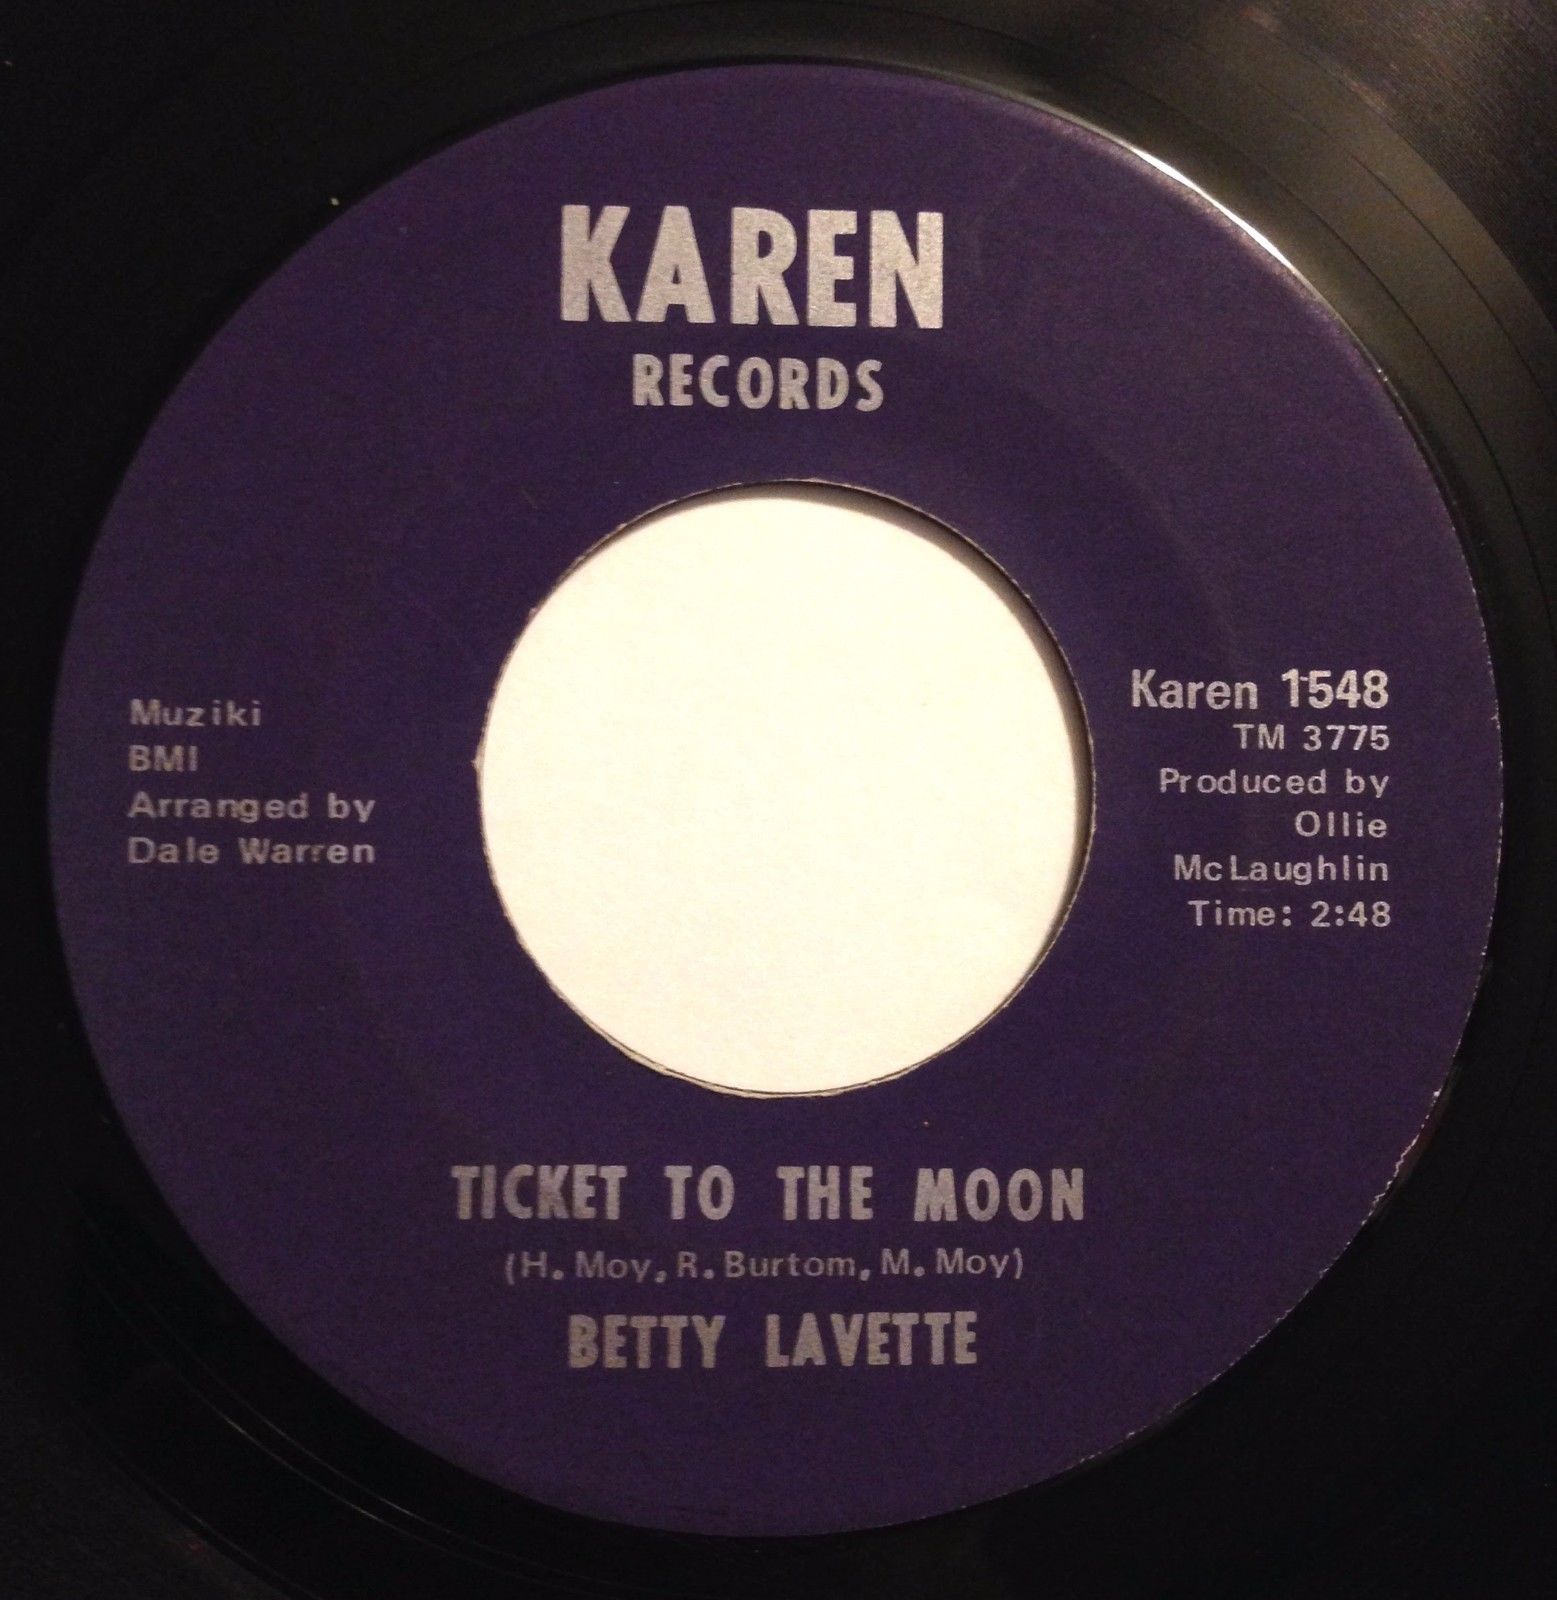 KAREN
RECORDS
Muziki
BMI
Arranged by
Dale Warren
Karen 1548
TM 3775
Produced by
Ollie
McLaughlin
Time: 2:48
TICKET TO THE MOON
(H. Moy, R. Burtom, M. Moy)
BETTY LAVETTE